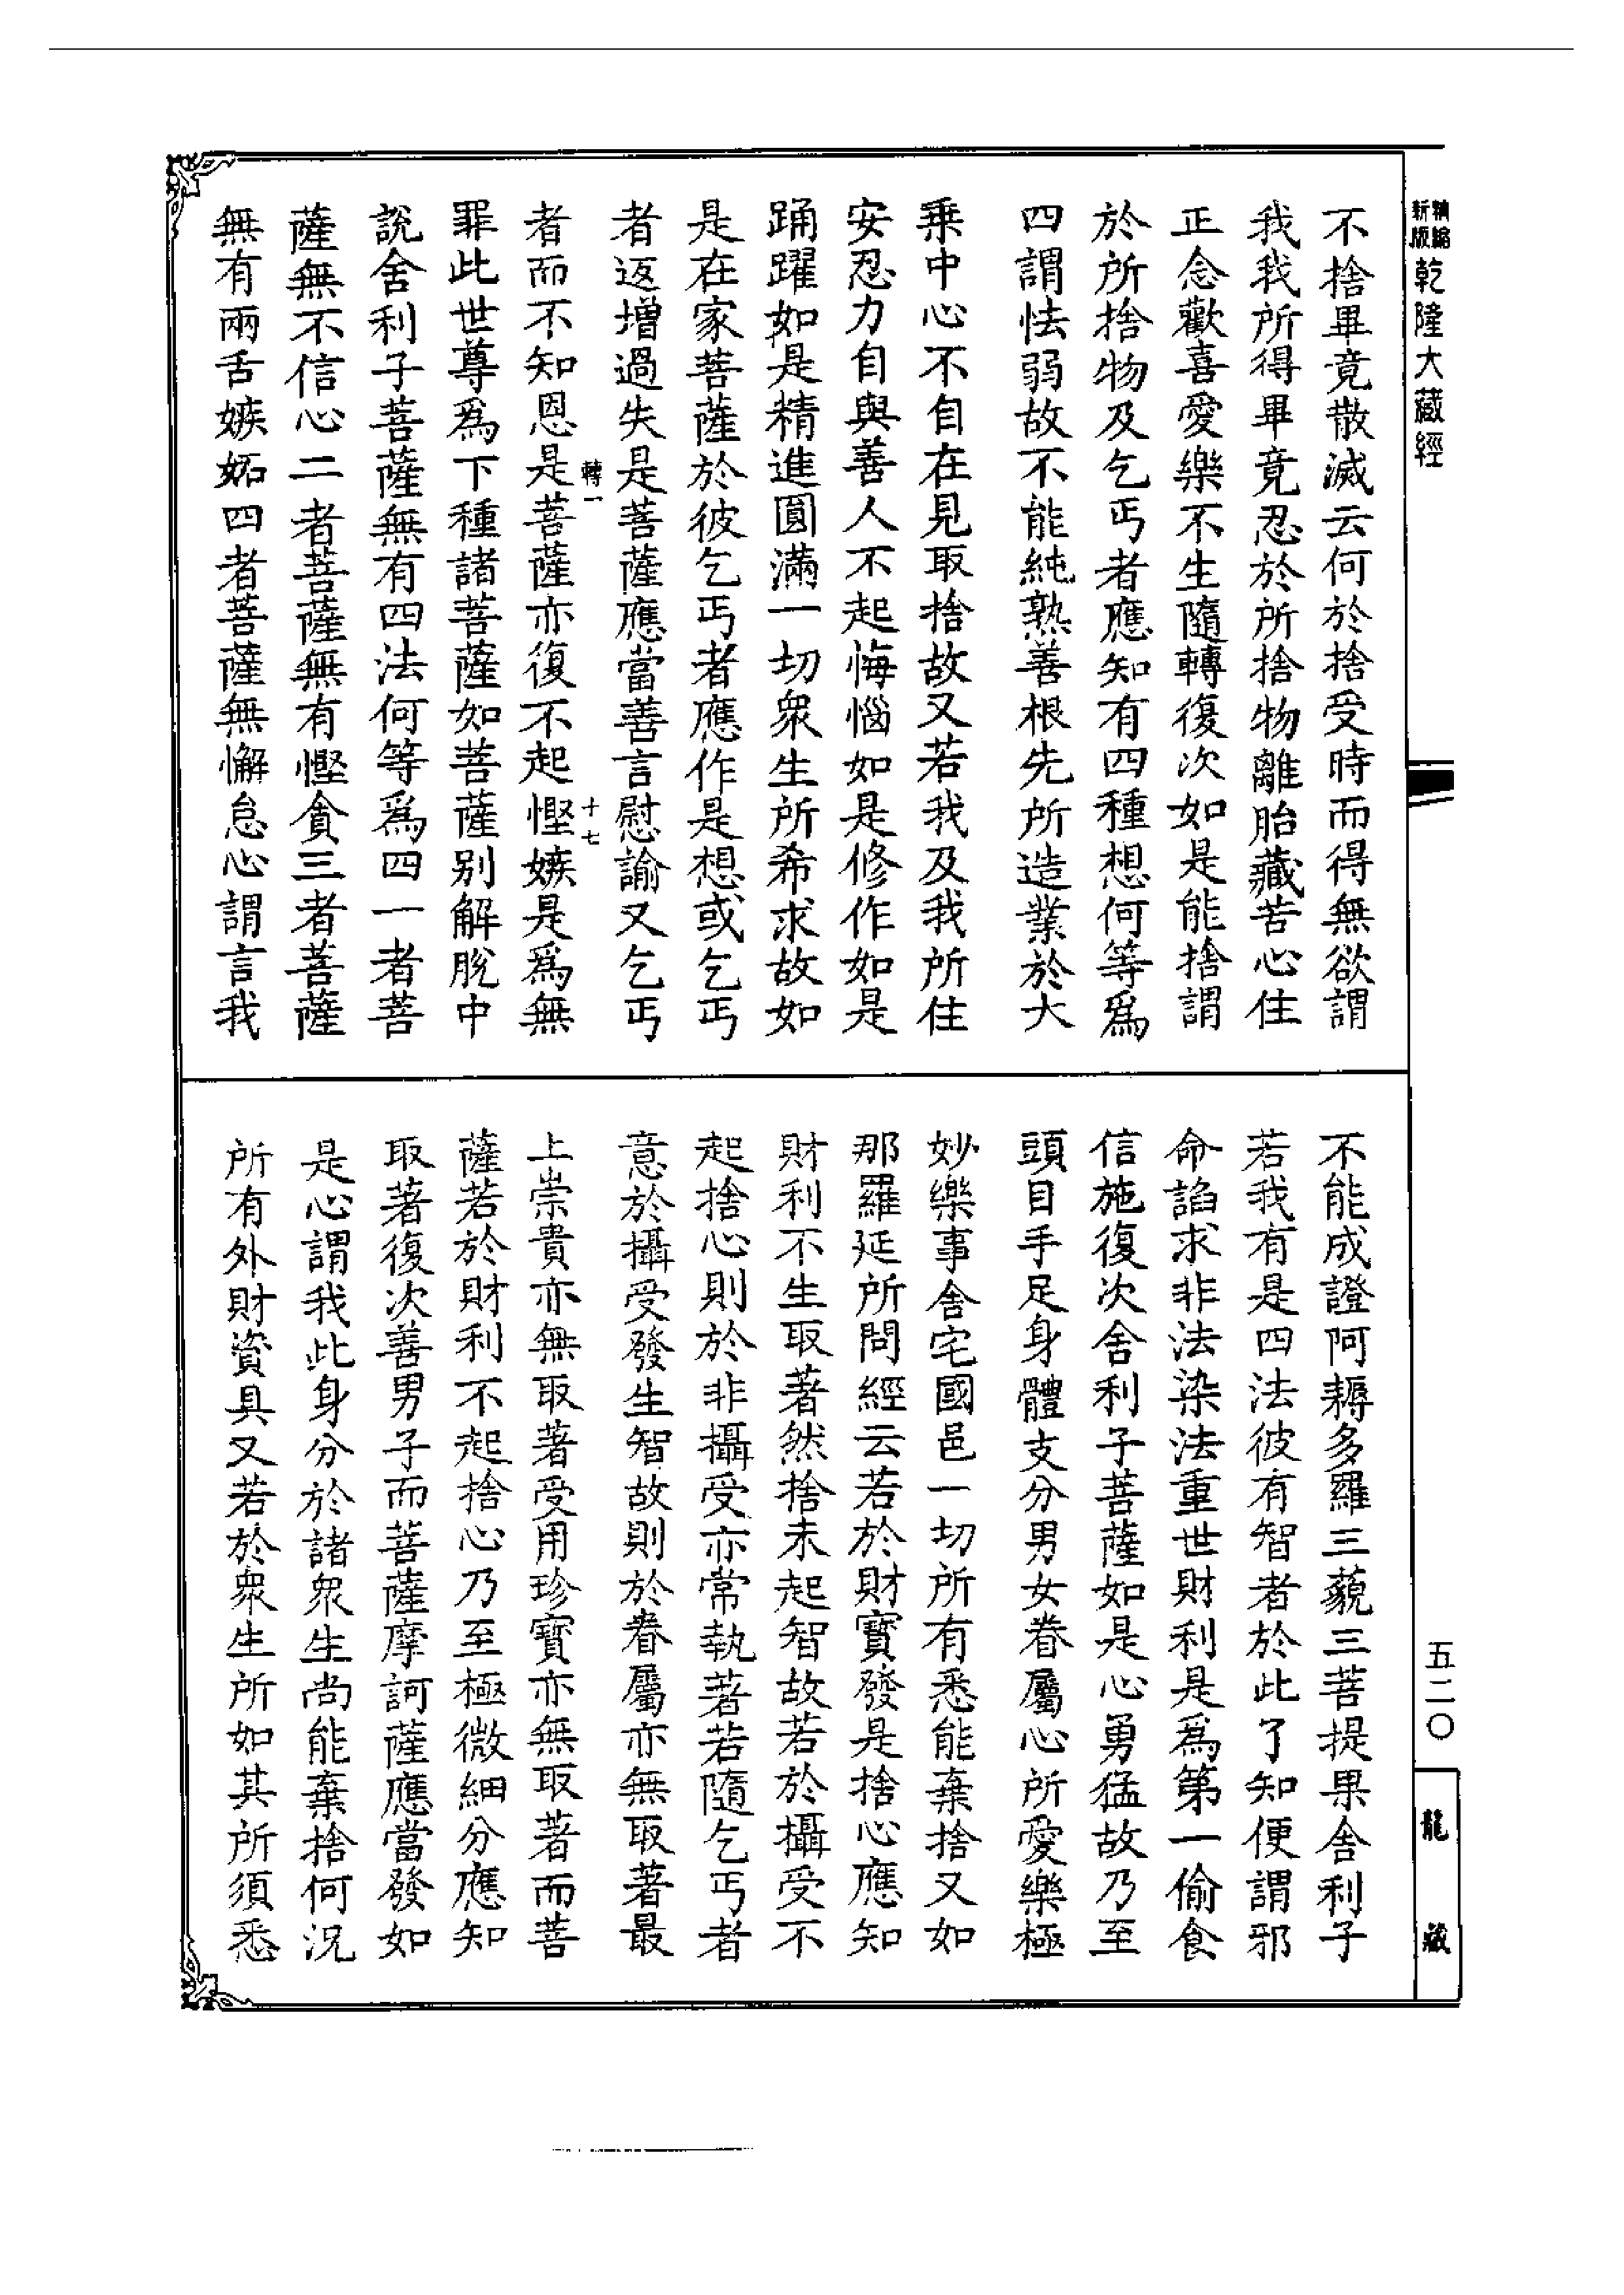 精縮新版乾隆大藏經
不捨畢竟散滅云何於捨受時而得無欲謂
我我所得畢竟忍於所捨物離胎藏苦心住
正念歡喜愛樂不生隨轉復次如是能捨謂
於所捨物及乞丐者應知有四種想何等爲
四謂怯弱故不能純熟善根先所造業於大
乗中心不自在見取捨故又若我及我所住
安忍力自與善人不起悔惱如是修作如是
踊躍如是精進圓滿一切衆生所希求故如
是在家菩薩於彼乞丐者應作是想或乞丐
者返增過失是菩薩應當善言慰諭又乞丐
轉一 十七
者而不知恩是菩薩亦復不起慳嫉是爲無
罪此世尊爲下種諸菩薩如菩薩别解脫中
說舍利子菩薩無有四法何等爲四一者菩
薩無不信心二者菩薩無有慳貪三者菩薩
無有兩舌嫉妬四者菩薩無懈怠心謂言我
不能成證阿耨多羅三藐三菩提果舍利子
若我有是四法彼有智者於此了知便謂邪
命諂求非法染法重世財利是爲第一偷食
信施復次舍利子菩薩如是心勇猛故乃至
頭目手足身體支分男女眷屬心所愛樂極
妙樂事舍宅國邑一切所有悉能棄捨又如
那羅延所問經云若於財寳發是捨心應知
財利不生取著然捨未起智故若於攝受不
起捨心則於非攝受亦常執著若隨乞丐者
意於攝受發生智故則於眷屬亦無取著最
上崇貴亦無取著受用珍寳亦無取著而菩
薩若於財利不起捨心乃至極微細分應知
取著復次善男子而菩薩摩訶薩應當發如
是心謂我此身分於諸衆生尚能棄捨何況
所有外財資具又若於衆生所如其所須悉
五二〇
龍藏